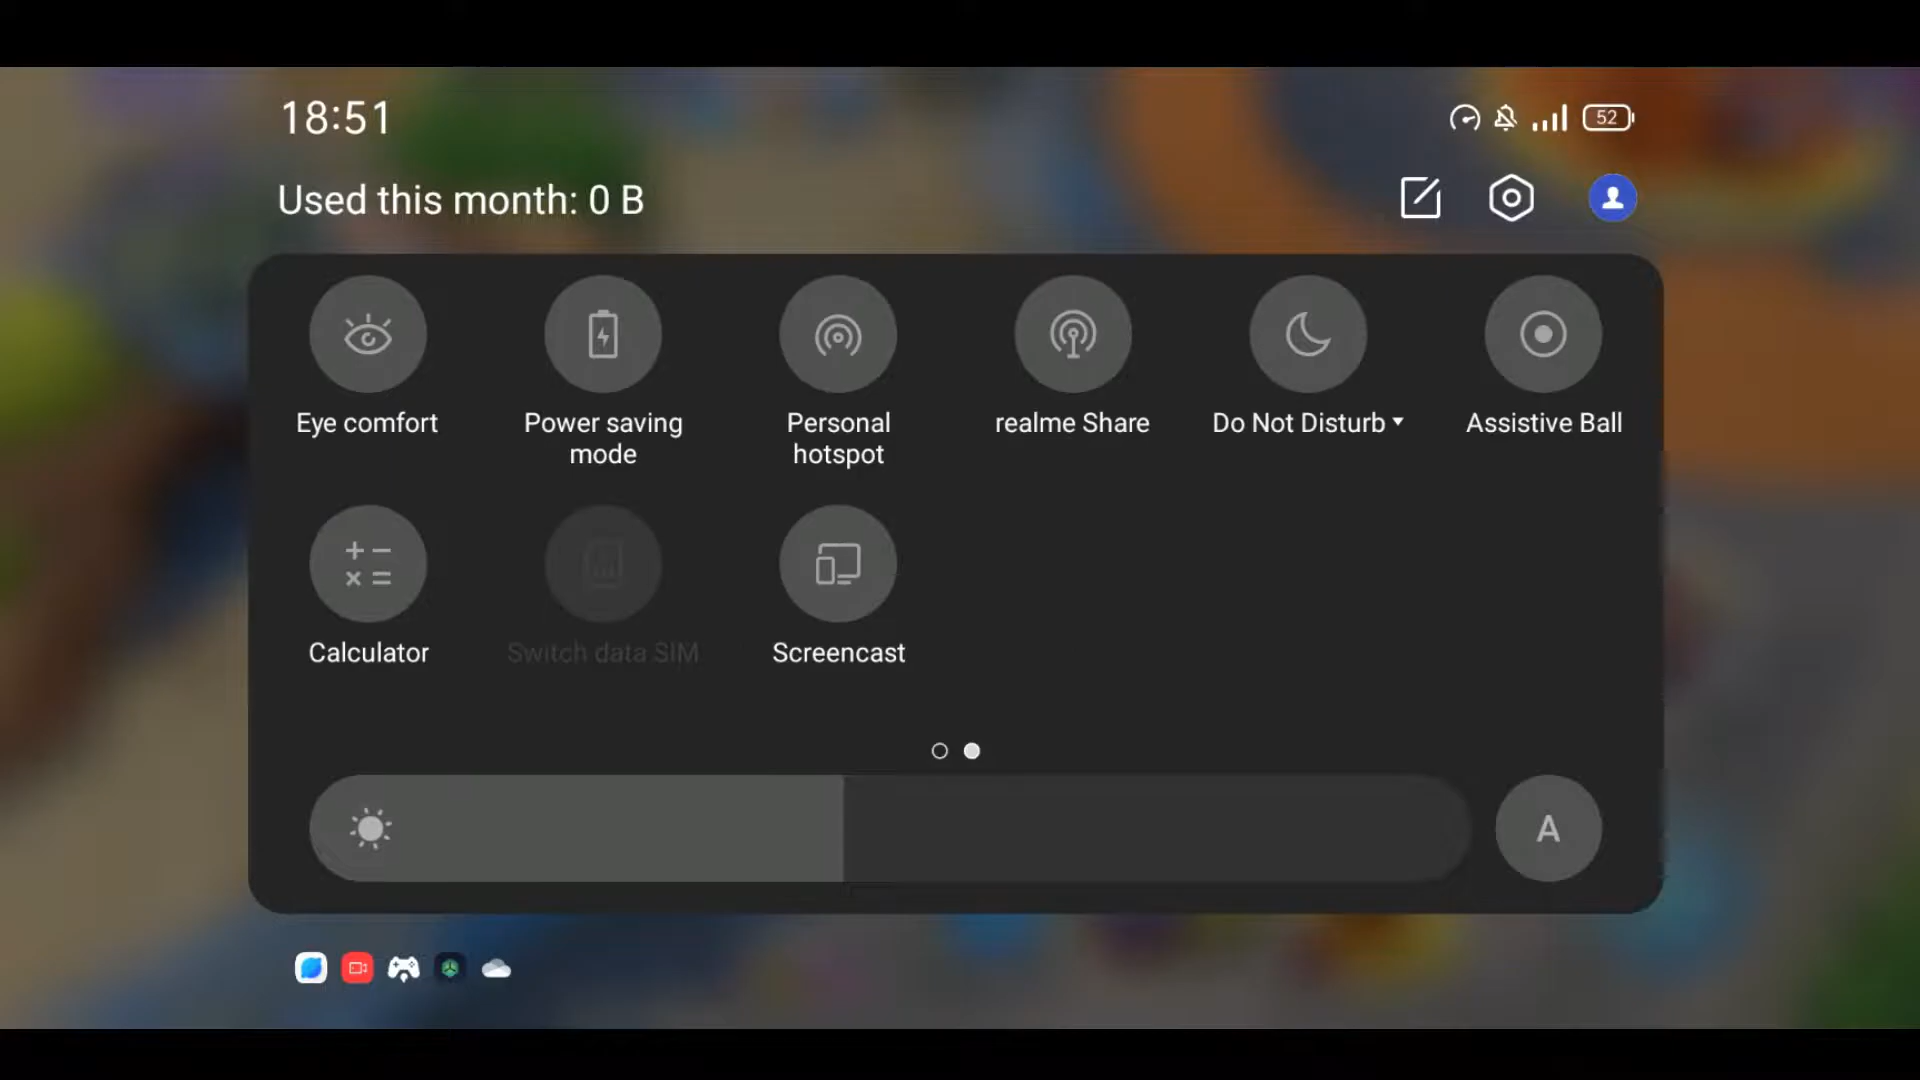 18:51
52
Used this month: 0 B
Eye comfort
Power saving
mode
Personal
hotspot
realme Share
Do Not Disturb
Assistive Ball
Calculator
Switch data SIM
Screencast
A